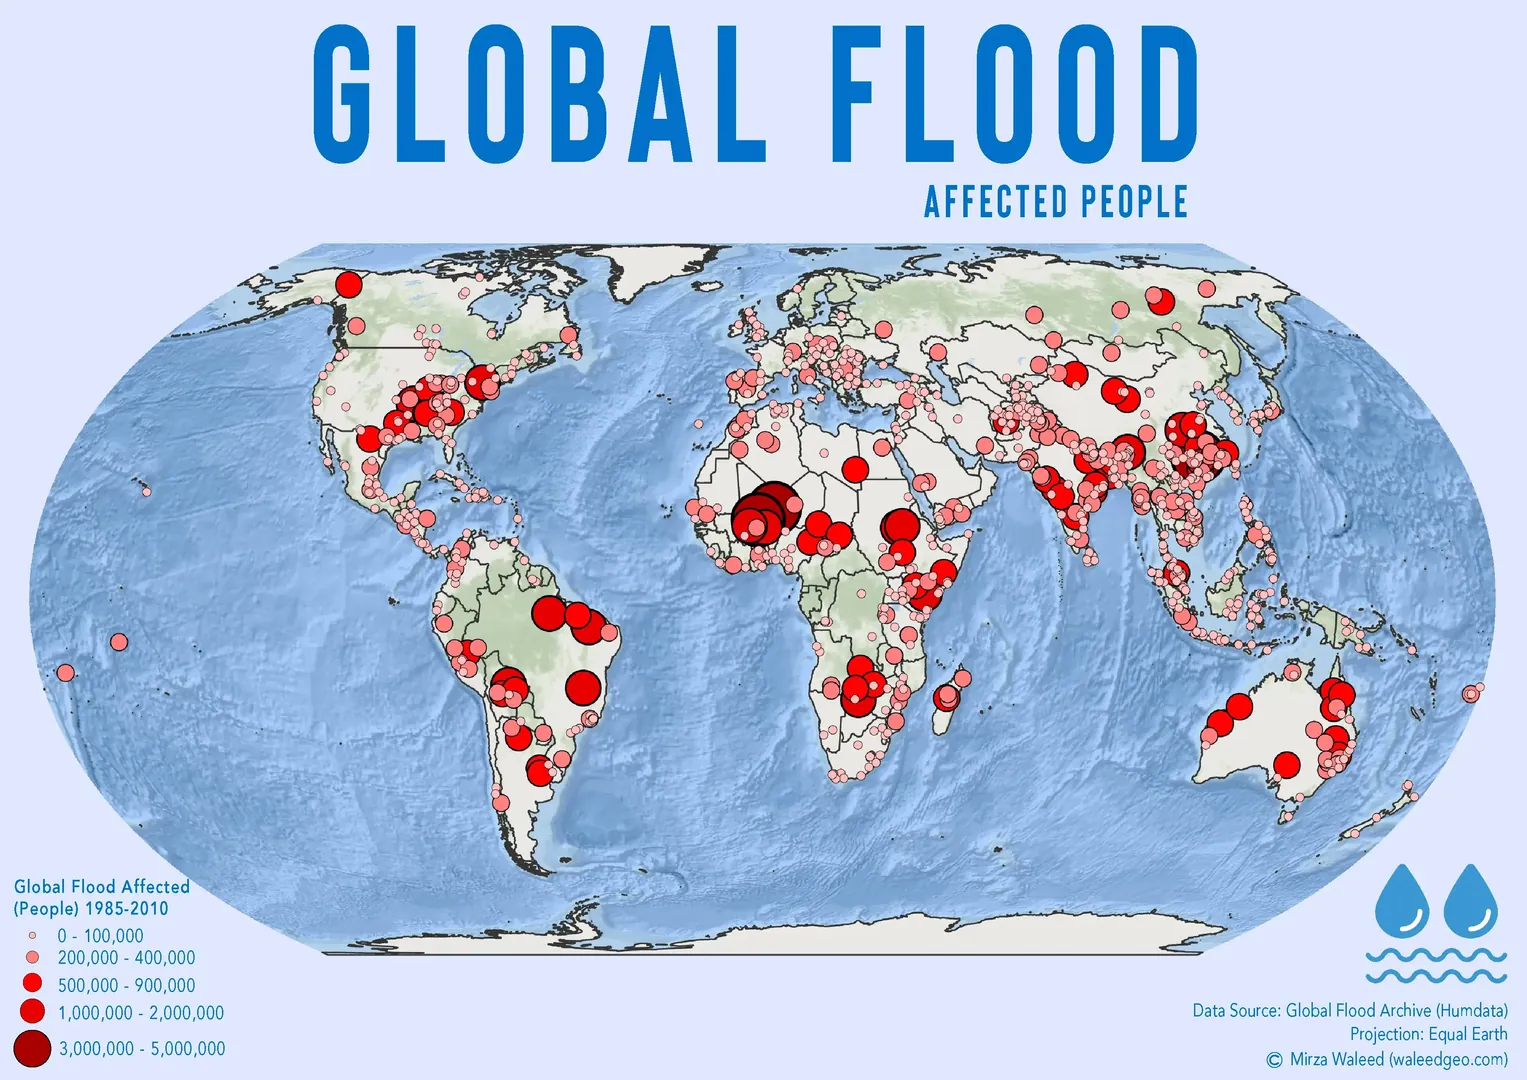 GLOBAL FLOOD
AFFECTED PEOPLE
Global Flood Affected
(People) 1985-2010
0 - 100,000
200,000 - 400,000
500,000 - 900,000
1,000,000 - 2,000,000
3,000,000 - 5,000,000
Data Source: Global Flood Archive (Humdata)
Projection: Equal Earth
© Mirza Waleed (waleedgeo.com)